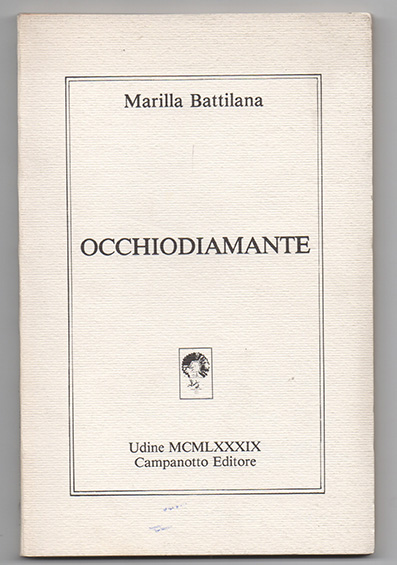 Marilla Battilana
OCCHIODIAMANTE
Udine MCMLXXXIX
Campanotto Editore